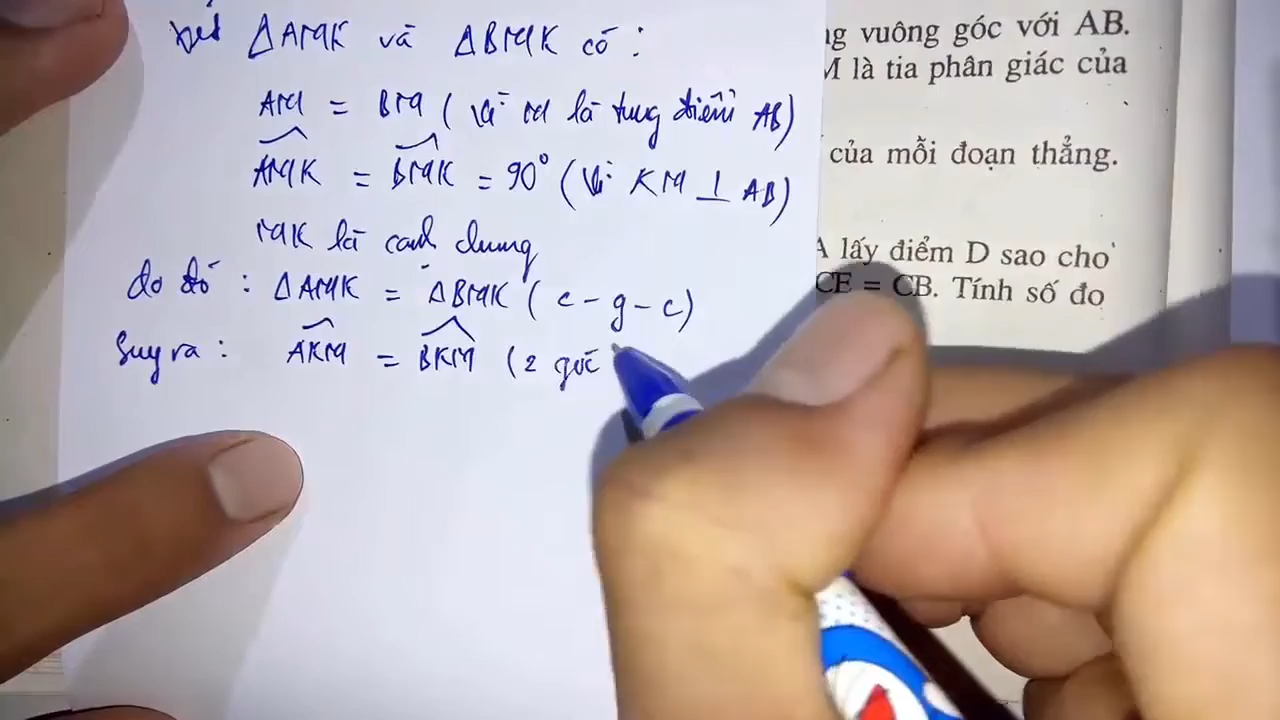 Xét ΔAMK và ΔBMK có :
AM = BM ( Vì M là trung điểm AB)
AMK = BMK = 90° ( Vì KM ⊥ AB)
MK là cạnh chung
do đó : ΔAMK = ΔBMK ( c - g - c)
Suy ra : AKM = BKM (2 góc
ng vuông góc với AB.
M là tia phân giác của
của mỗi đoạn thẳng.
A lấy điểm D sao cho
CE = CB. Tính số đo